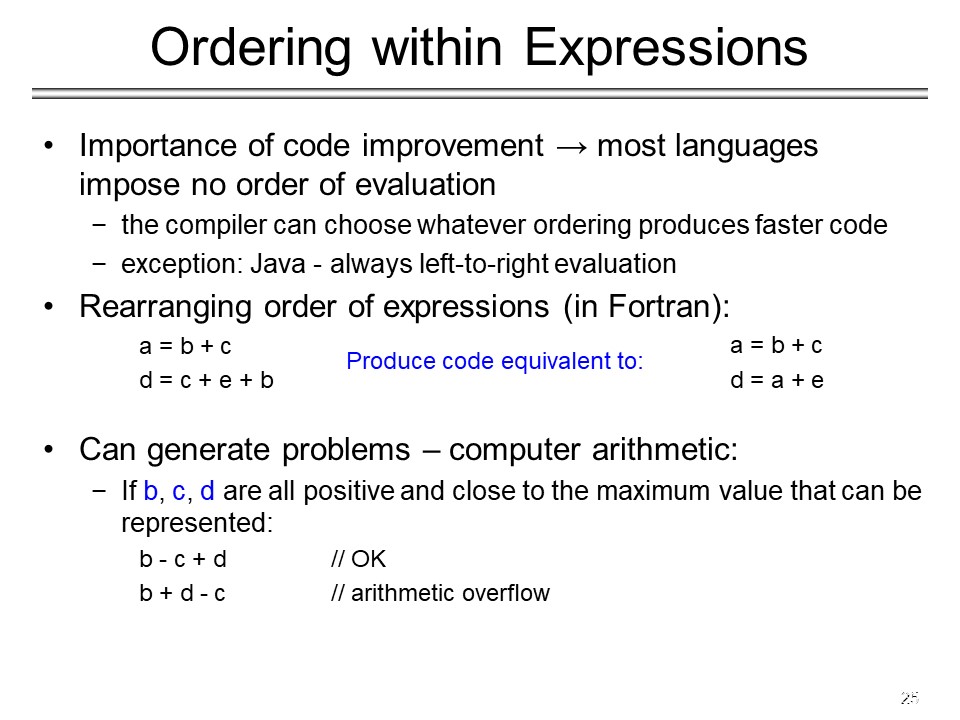 Ordering within Expressions
• Importance of code improvement → most languages
impose no order of evaluation
− the compiler can choose whatever ordering produces faster code
− exception: Java - always left-to-right evaluation
• Rearranging order of expressions (in Fortran):
a = b + c
d = c + e + b
Produce code equivalent to:
a = b + c
d = a + e
• Can generate problems – computer arithmetic:
− If b, c, d are all positive and close to the maximum value that can be
represented:
b - c + d // OK
b + d - c // arithmetic overflow
25